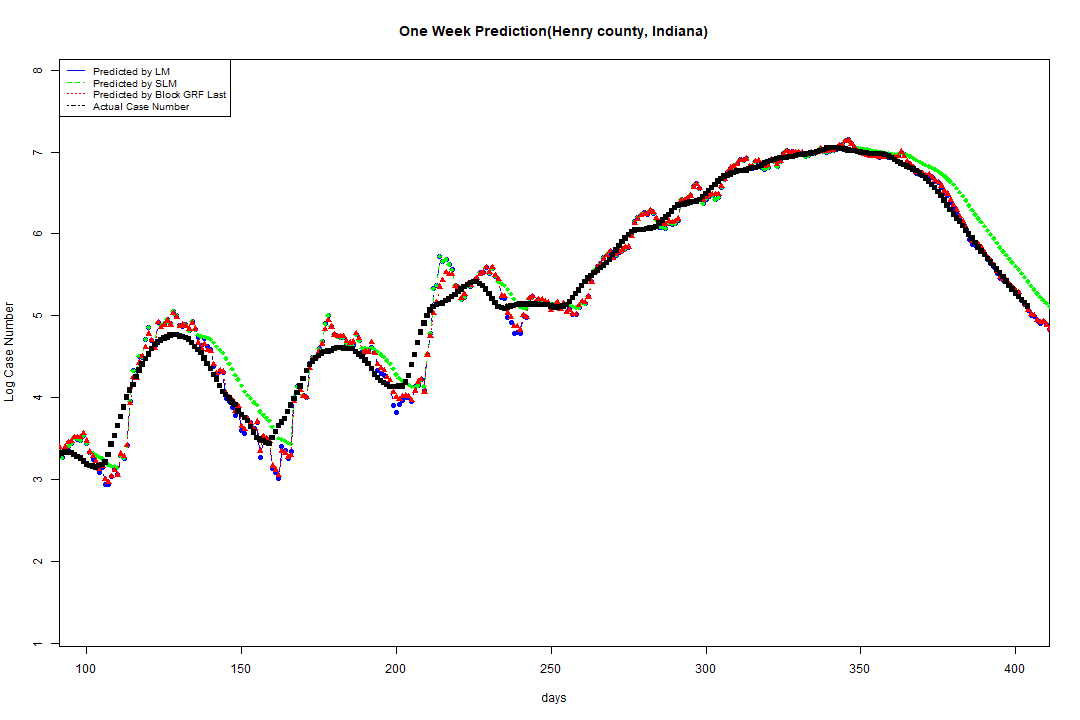 One Week Prediction(Henry county, Indiana)
Predicted by LM
Predicted by SLM
Predicted by Block GRF Last
Actual Case Number
8
7
6
5
4
3
2
1
Log Case Number
100 150 200 250 300 350 400
days